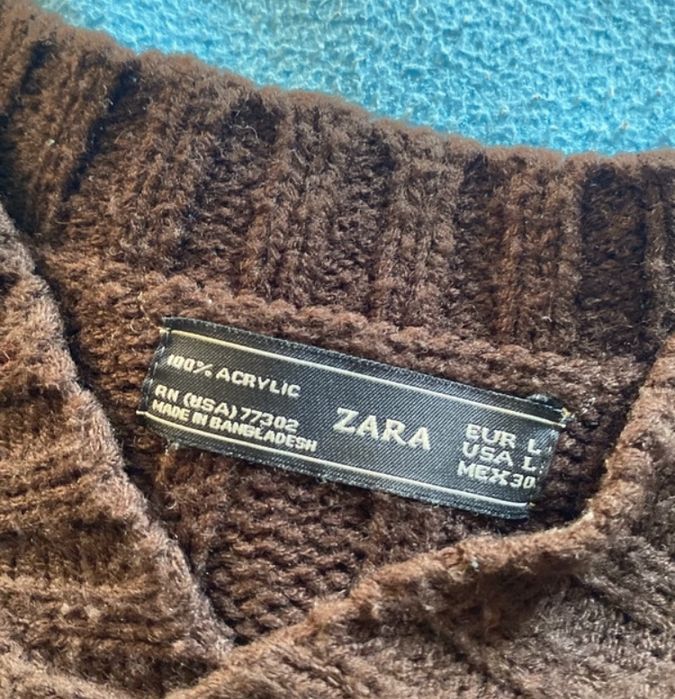 100% ACRYLIC
RN (USA) 77302
MADE IN BANGLADESH
ZARA
EUR L
USA L
MEX 30